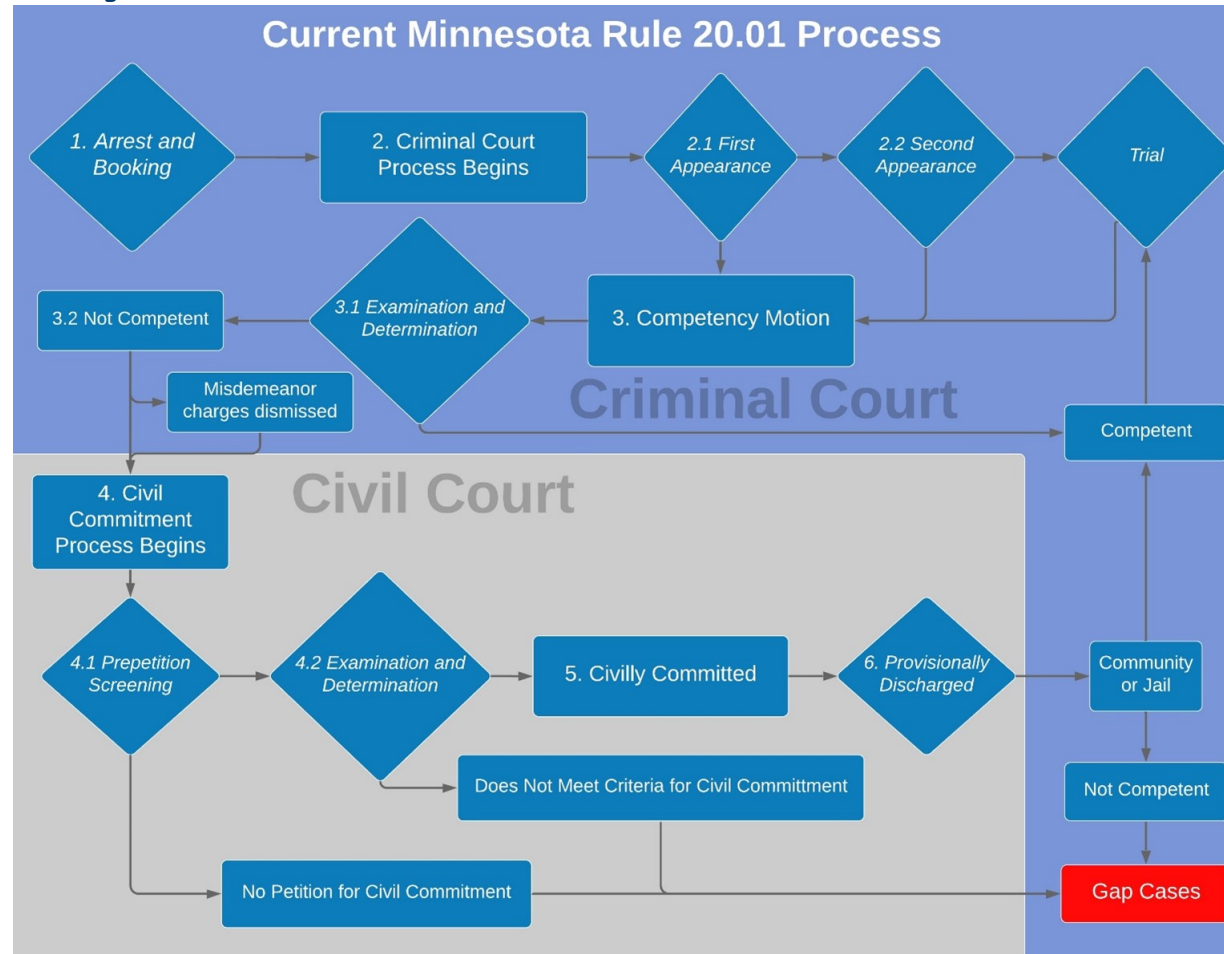 Current Minnesota Rule 20.01 Process
1. Arrest and
Booking
2. Criminal Court
Process Begins
2.1 First
Appearance
2.2 Second
Appearance
Trial
3.2 Not Competent
3.1 Examination and
Determination
3. Competency Motion
Misdemeanor
charges dismissed
Criminal Court
Competent
4. Civil
Commitment
Process Begins
Civil Court
4.1 Prepetition
Screening
4.2 Examination and
Determination
5. Civilly Committed
6. Provisionally
Discharged
Community
or Jail
Does Not Meet Criteria for Civil Committment
Not Competent
No Petition for Civil Commitment
Gap Cases